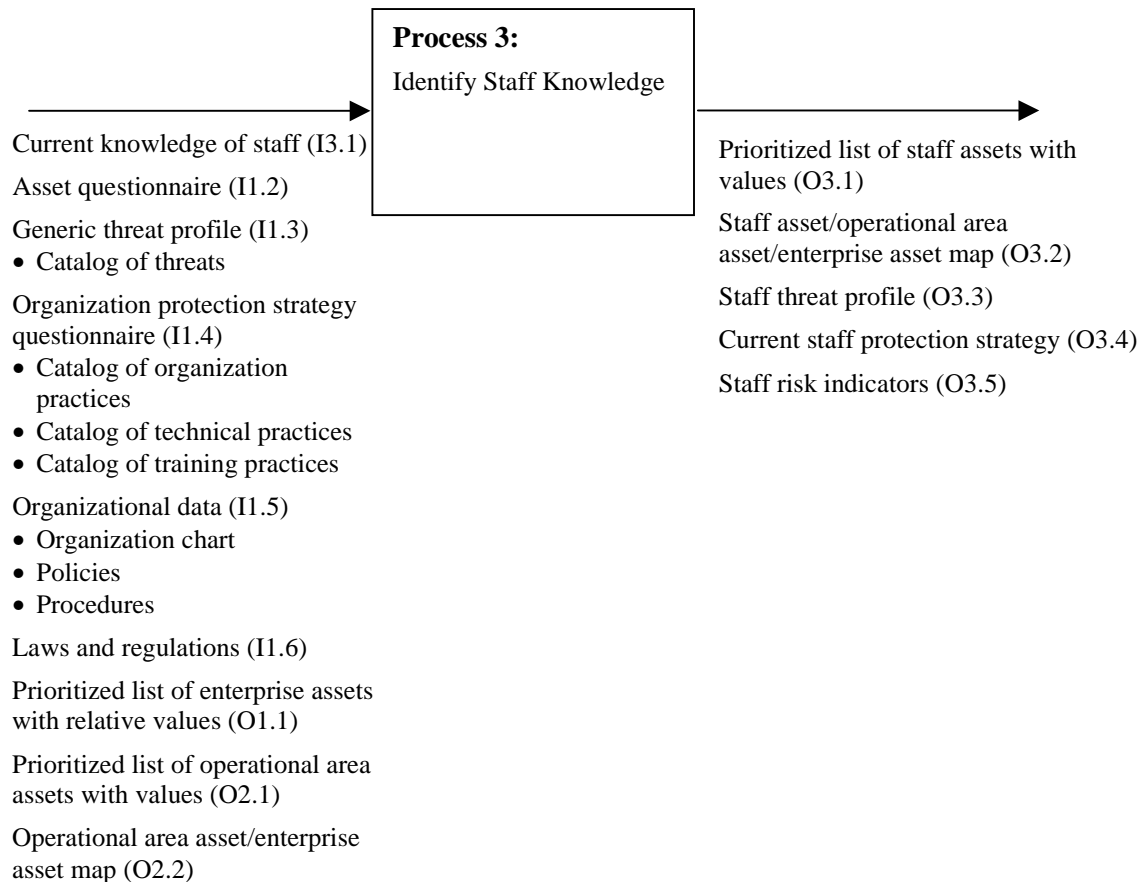 Process 3:
Identify Staff Knowledge
Current knowledge of staff (I3.1)
Asset questionnaire (I1.2)
Generic threat profile (I1.3)
• Catalog of threats
Organization protection strategy
questionnaire (I1.4)
• Catalog of organization
practices
• Catalog of technical practices
• Catalog of training practices
Organizational data (I1.5)
• Organization chart
• Policies
• Procedures
Laws and regulations (I1.6)
Prioritized list of enterprise assets
with relative values (O1.1)
Prioritized list of operational area
assets with values (O2.1)
Operational area asset/enterprise
asset map (O2.2)
Prioritized list of staff assets with
values (O3.1)
Staff asset/operational area
asset/enterprise asset map (O3.2)
Staff threat profile (O3.3)
Current staff protection strategy (O3.4)
Staff risk indicators (O3.5)